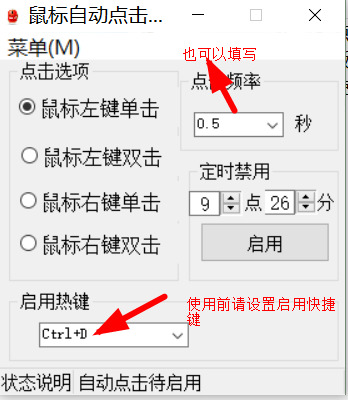 鼠标自动点击...
菜单(M)
也可以填写
点击选项
点 频率
鼠标左键单击
0.5 秒
鼠标左键双击
定时禁用
鼠标右键单击
9 点 26 分
鼠标右键双击
启用
启用热键
使用前请设置启用快捷
键
Ctrl+D
状态说明 自动点击待启用